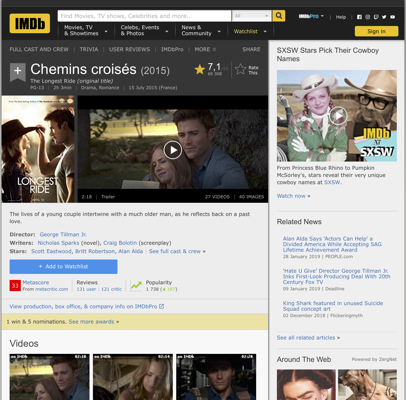 IMDb
Find Movies, TV shows, Celebrities and more...
All
Movies, TV & Showtimes
Celebs, Events & Photos
News & Community
Watchlist
IMDbPro
Help
Sign in
FULL CAST AND CREW | TRIVIA | USER REVIEWS | IMDbPro | MORE
SHARE
Chemins croisés (2015)
The Longest Ride (original title)
PG-13 | 2h 3min | Drama, Romance | 15 July 2015 (France)
7,1
Rate This
THE LONGEST RIDE
2:18 | Trailer
27 VIDEOS | 40 IMAGES
The lives of a young couple intertwine with a much older man, as he reflects back on a past love.
Director: George Tillman Jr.
Writers: Nicholas Sparks (novel), Craig Bolotin (screenplay)
Stars: Scott Eastwood, Britt Robertson, Alan Alda | See full cast & crew »
+ Add to Watchlist
33
Metascore
From metacritic.com
Reviews
131 user | 121 critic
Popularity
1 738
View production, box office, & company info on IMDbPro
1 win & 5 nominations. See more awards »
Videos
SXSW Stars Pick Their Cowboy Names
IMDb AT SXSW
From Princess Blue Rhino to Pumpkin McSorley's, stars reveal their very unique cowboy names at SXSW.
Watch now »
Related News
Alan Alda Says 'Actors Can Help' a Divided America While Accepting SAG Lifetime Achievement Award
28 January 2019 | PEOPLE.com
'Hate U Give' Director George Tillman Jr. Inks First-Look Producing Deal With 20th Century Fox TV
09 January 2019 | Deadline
King Shark featured in unused Suicide Squad concept art
02 December 2018 | Flickeringmyth
See all related articles »
Around The Web
Powered by ZergNet